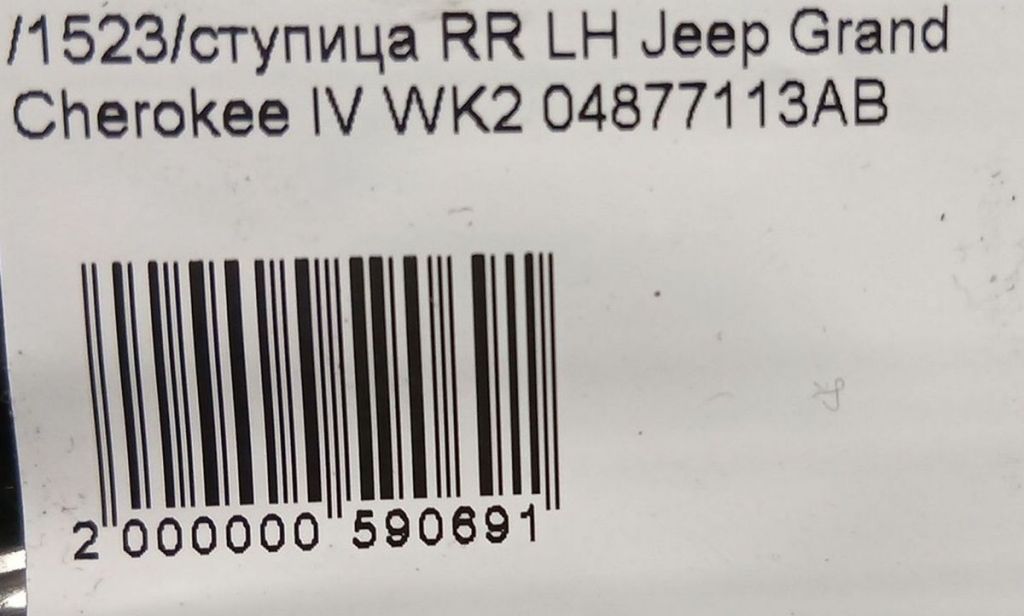 /1523/ступица RR LH Jeep Grand
Cherokee IV WK2 04877113AB
2 000000 590691